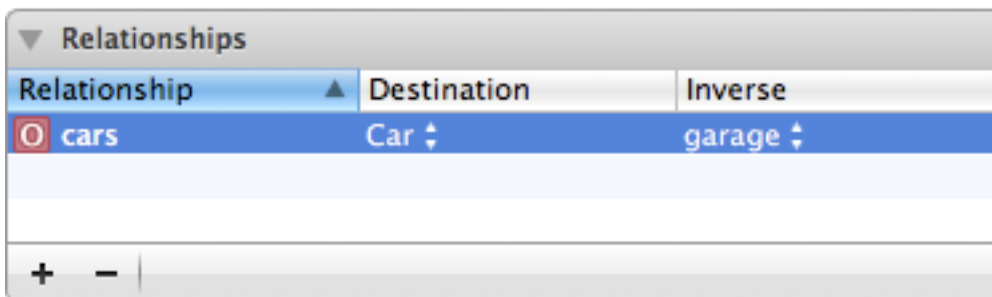 Relationships
Relationship Destination Inverse
O cars Car garage
+ −